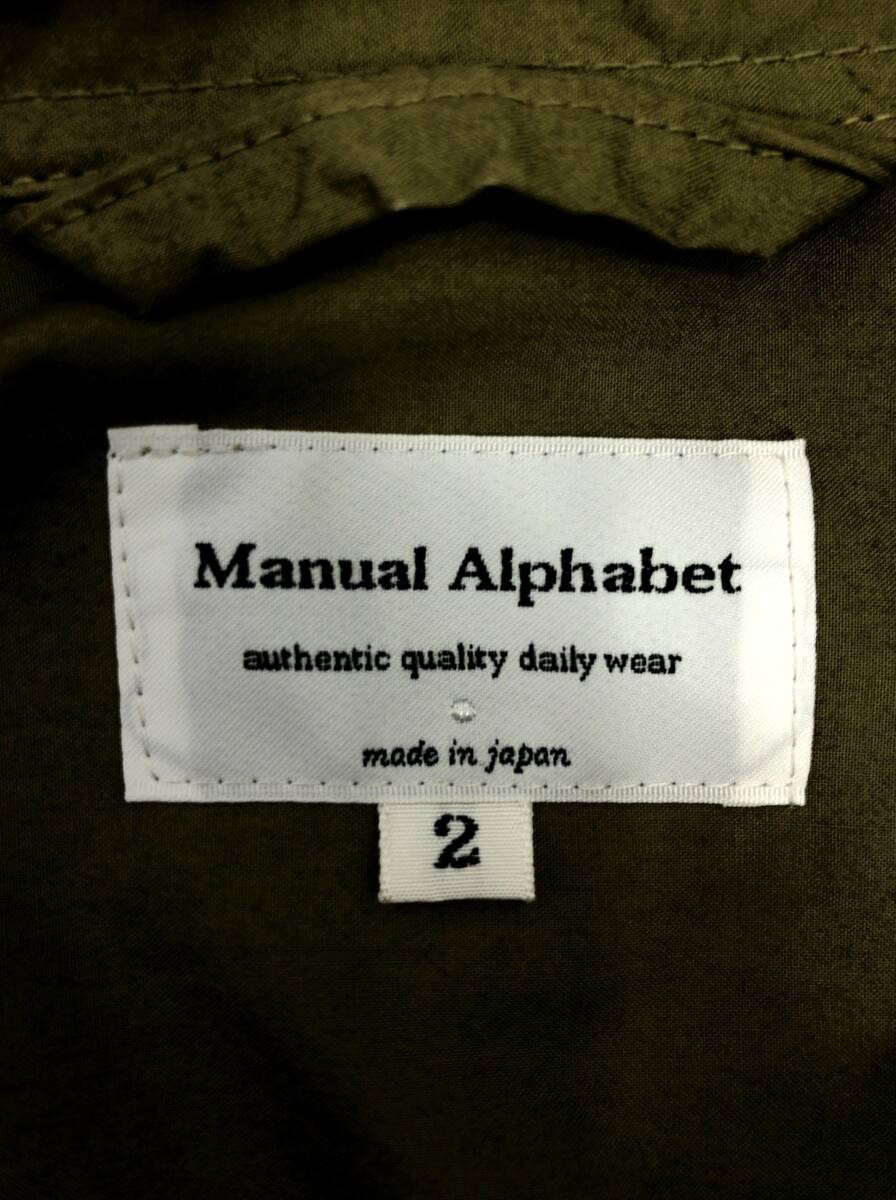 Manual Alphabet
authentic quality daily wear
made in japan
2